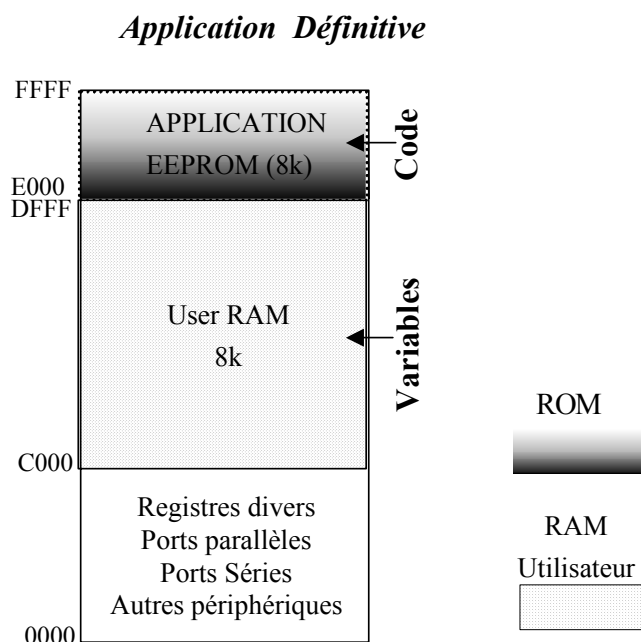 Application Définitive
FFFF
APPLICATION
EEPROM (8k)
Code
E000
DFFF
User RAM
8k
Variables
C000
Registres divers
Ports parallèles
Ports Séries
Autres périphériques
0000
ROM
RAM
Utilisateur